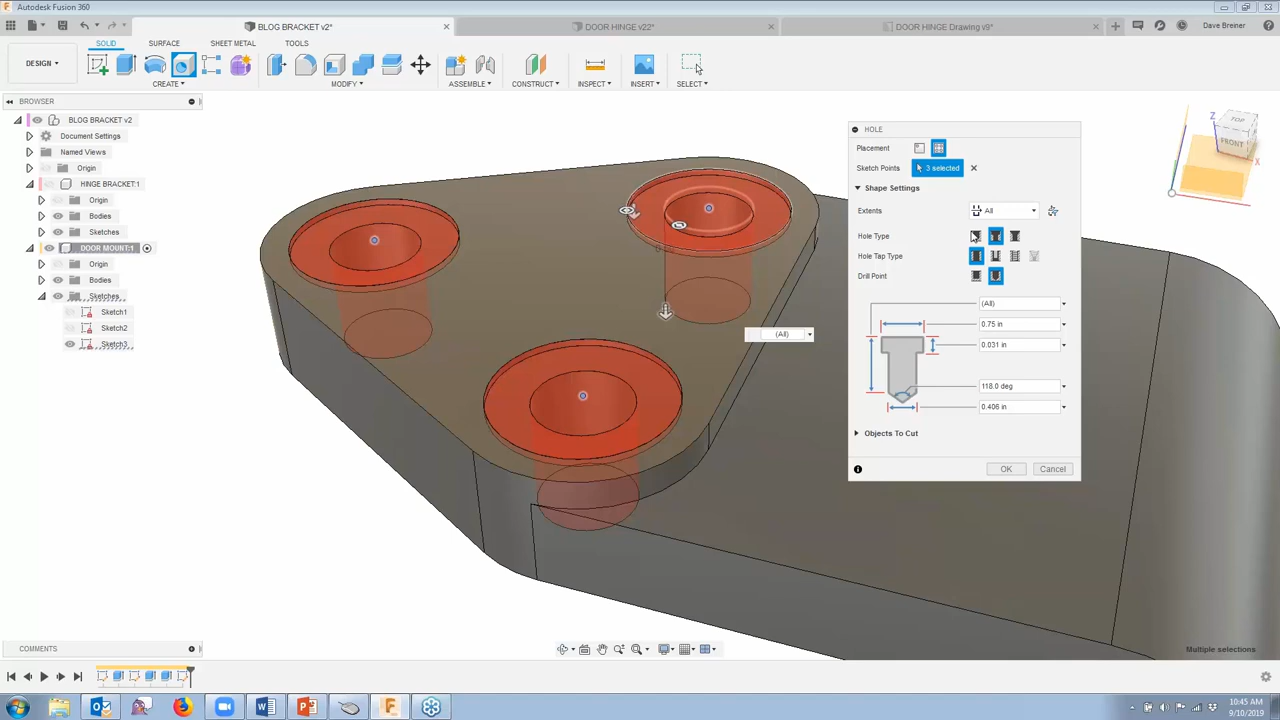 Autodesk Fusion 360
BLOG BRACKET v2*
DOOR HINGE v22*
DOOR HINGE Drawing v9*
Dave Breiner
SOLID
SURFACE
SHEET METAL
TOOLS
DESIGN
CREATE
MODIFY
ASSEMBLE
CONSTRUCT
INSPECT
INSERT
SELECT
BROWSER
BLOG BRACKET v2
Document Settings
Named Views
Origin
HINGE BRACKET:1
Origin
Bodies
Sketches
DOOR MOUNT:1
Origin
Bodies
Sketches
Sketch1
Sketch2
Sketch3
Z
TOP
FRONT
X
(All)
HOLE
Placement
Sketch Points
3 selected
Shape Settings
Extents
All
Hole Type
Hole Tap Type
Drill Point
(All)
0.75 in
0.031 in
118.0 deg
0.406 in
Objects To Cut
OK
Cancel
COMMENTS
Multiple selections
10:45 AM
9/10/2019